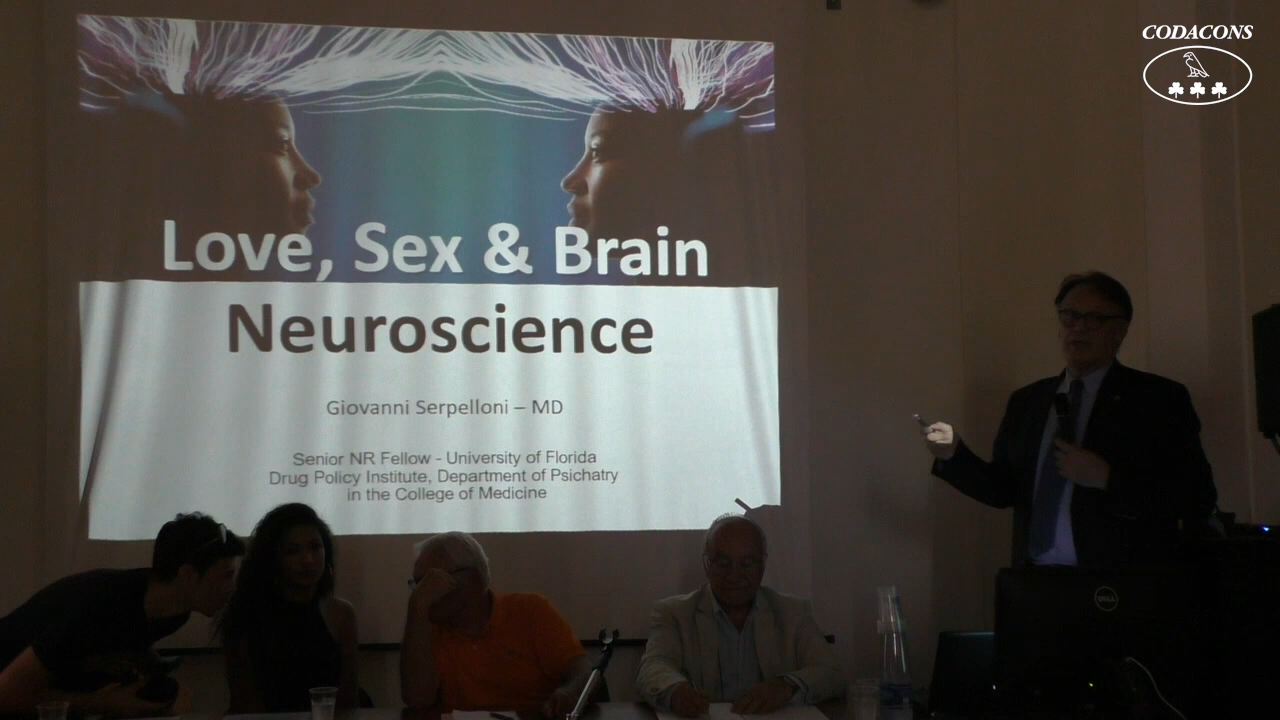 CODACONS
Love, Sex & Brain
Neuroscience
Giovanni Serpelloni – MD
Senior NR Fellow - University of Florida
Drug Policy Institute, Department of Psichatry
in the College of Medicine
DELL